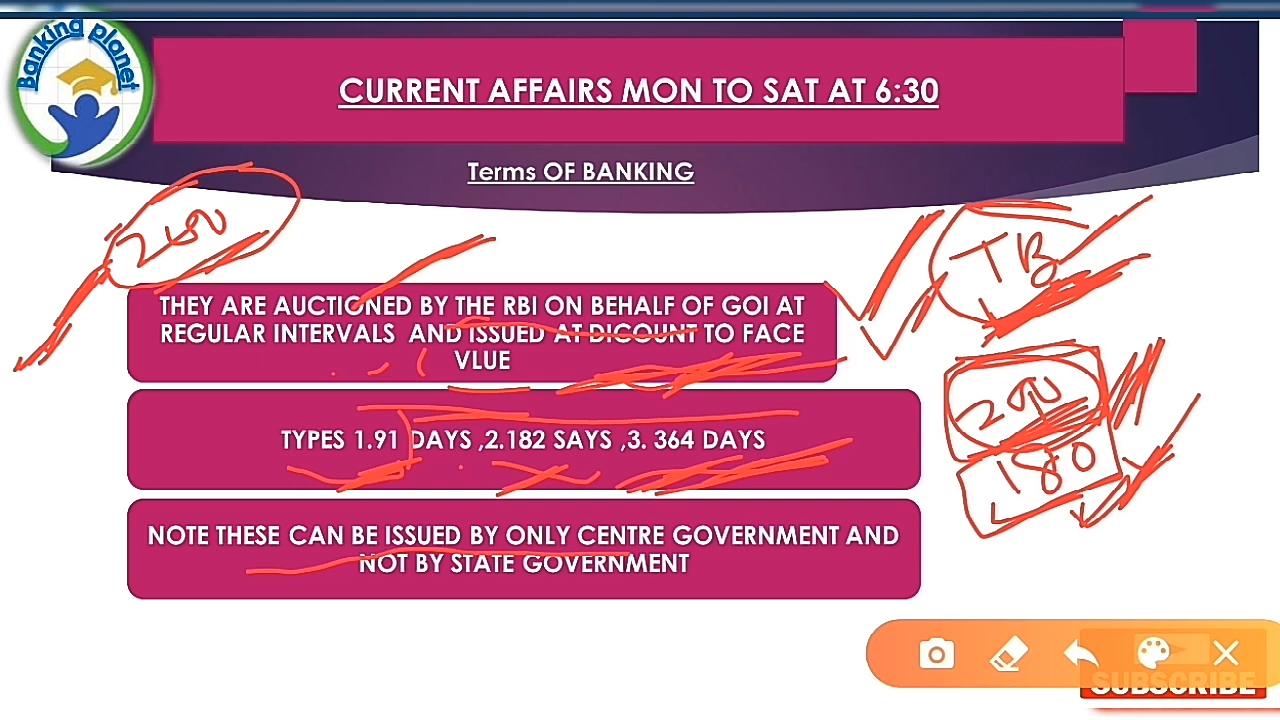 Banking planet
CURRENT AFFAIRS MON TO SAT AT 6:30
Terms OF BANKING
TB
THEY ARE AUCTIONED BY THE RBI ON BEHALF OF GOI AT
REGULAR INTERVALS AND ISSUED AT DICOUNT TO FACE
VLUE
TYPES 1.91 DAYS ,2.182 SAYS ,3. 364 DAYS
180
NOTE THESE CAN BE ISSUED BY ONLY CENTRE GOVERNMENT AND
NOT BY STATE GOVERNMENT
SUBSCRIBE